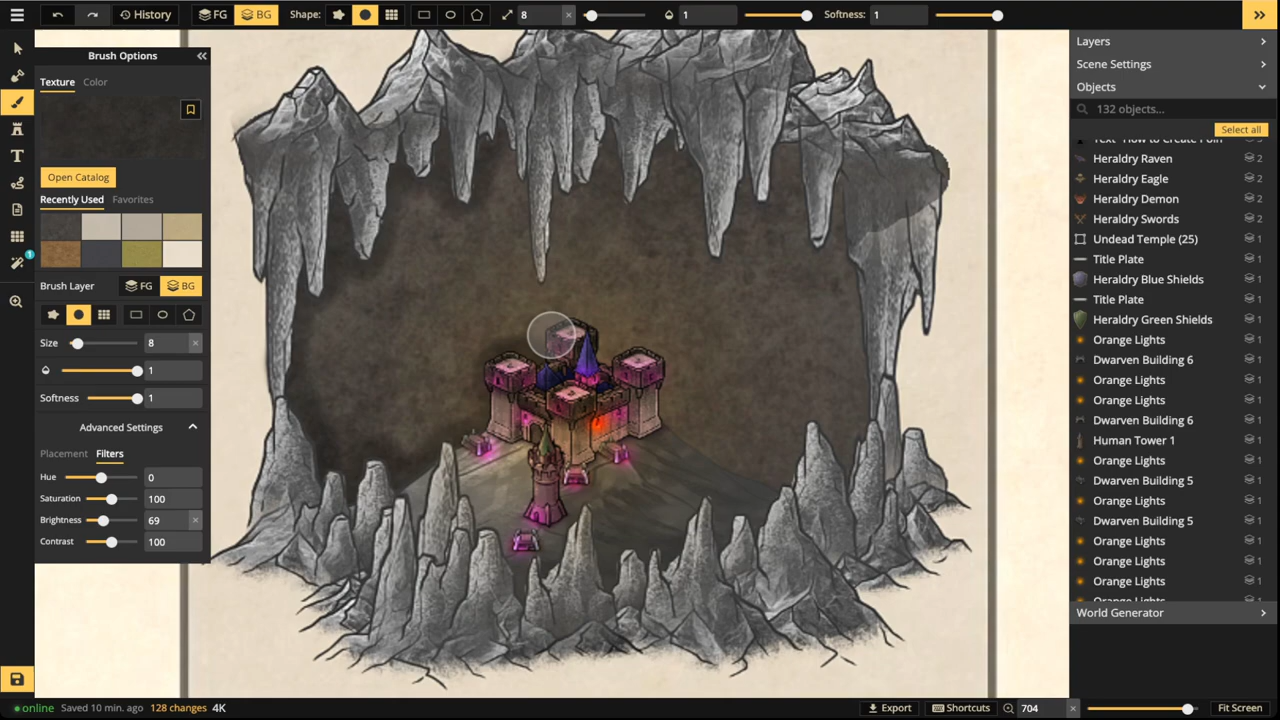 History
FG
BG
Shape:
8
×
1
Softness:
1
Brush Options
Texture
Color
Open Catalog
Recently Used
Favorites
Brush Layer
FG
BG
Size
8
×
1
Softness
1
Advanced Settings
Placement
Filters
Hue
0
Saturation
100
Brightness
69
×
Contrast
100
1
Layers
Scene Settings
Objects
132 objects...
Select all
Heraldry Raven 2
Heraldry Eagle 2
Heraldry Demon 2
Heraldry Swords 2
Undead Temple (25) 1
Title Plate 1
Heraldry Blue Shields 1
Title Plate 1
Heraldry Green Shields 1
Orange Lights 1
Dwarven Building 6 1
Orange Lights 1
Orange Lights 1
Dwarven Building 6 1
Human Tower 1 1
Orange Lights 1
Dwarven Building 5 1
Orange Lights 1
Dwarven Building 5 1
Orange Lights 1
Orange Lights 1
Orange Lights 1
World Generator
online
Saved 10 min. ago
128 changes
4K
Export
Shortcuts
704
×
Fit Screen